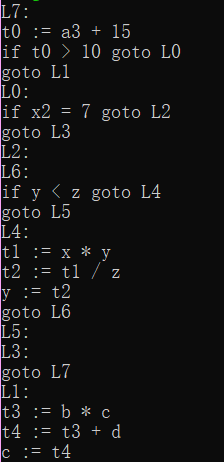 L7:
t0 := a3 + 15
if t0 > 10 goto L0
goto L1
L0:
if x2 = 7 goto L2
goto L3
L2:
L6:
if y < z goto L4
goto L5
L4:
t1 := x * y
t2 := t1 / z
y := t2
goto L6
L5:
L3:
goto L7
L1:
t3 := b * c
t4 := t3 + d
c := t4